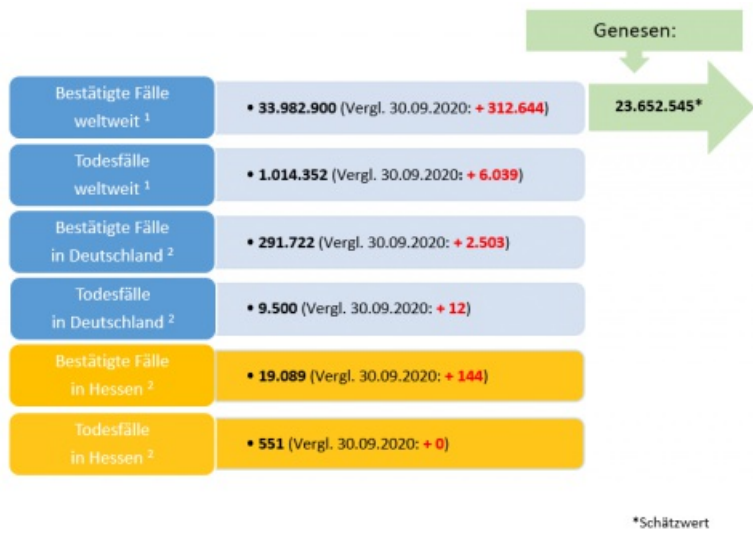 Genesen:
Bestätigte Fälle
weltweit ¹
• 33.982.900 (Vergl. 30.09.2020: + 312.644)
23.652.545*
Todesfälle
weltweit ¹
• 1.014.352 (Vergl. 30.09.2020: + 6.039)
Bestätigte Fälle
in Deutschland ²
• 291.722 (Vergl. 30.09.2020: + 2.503)
Todesfälle
in Deutschland ²
• 9.500 (Vergl. 30.09.2020: + 12)
Bestätigte Fälle
in Hessen ²
• 19.089 (Vergl. 30.09.2020: + 144)
Todesfälle
in Hessen ²
• 551 (Vergl. 30.09.2020: + 0)
*Schätzwert